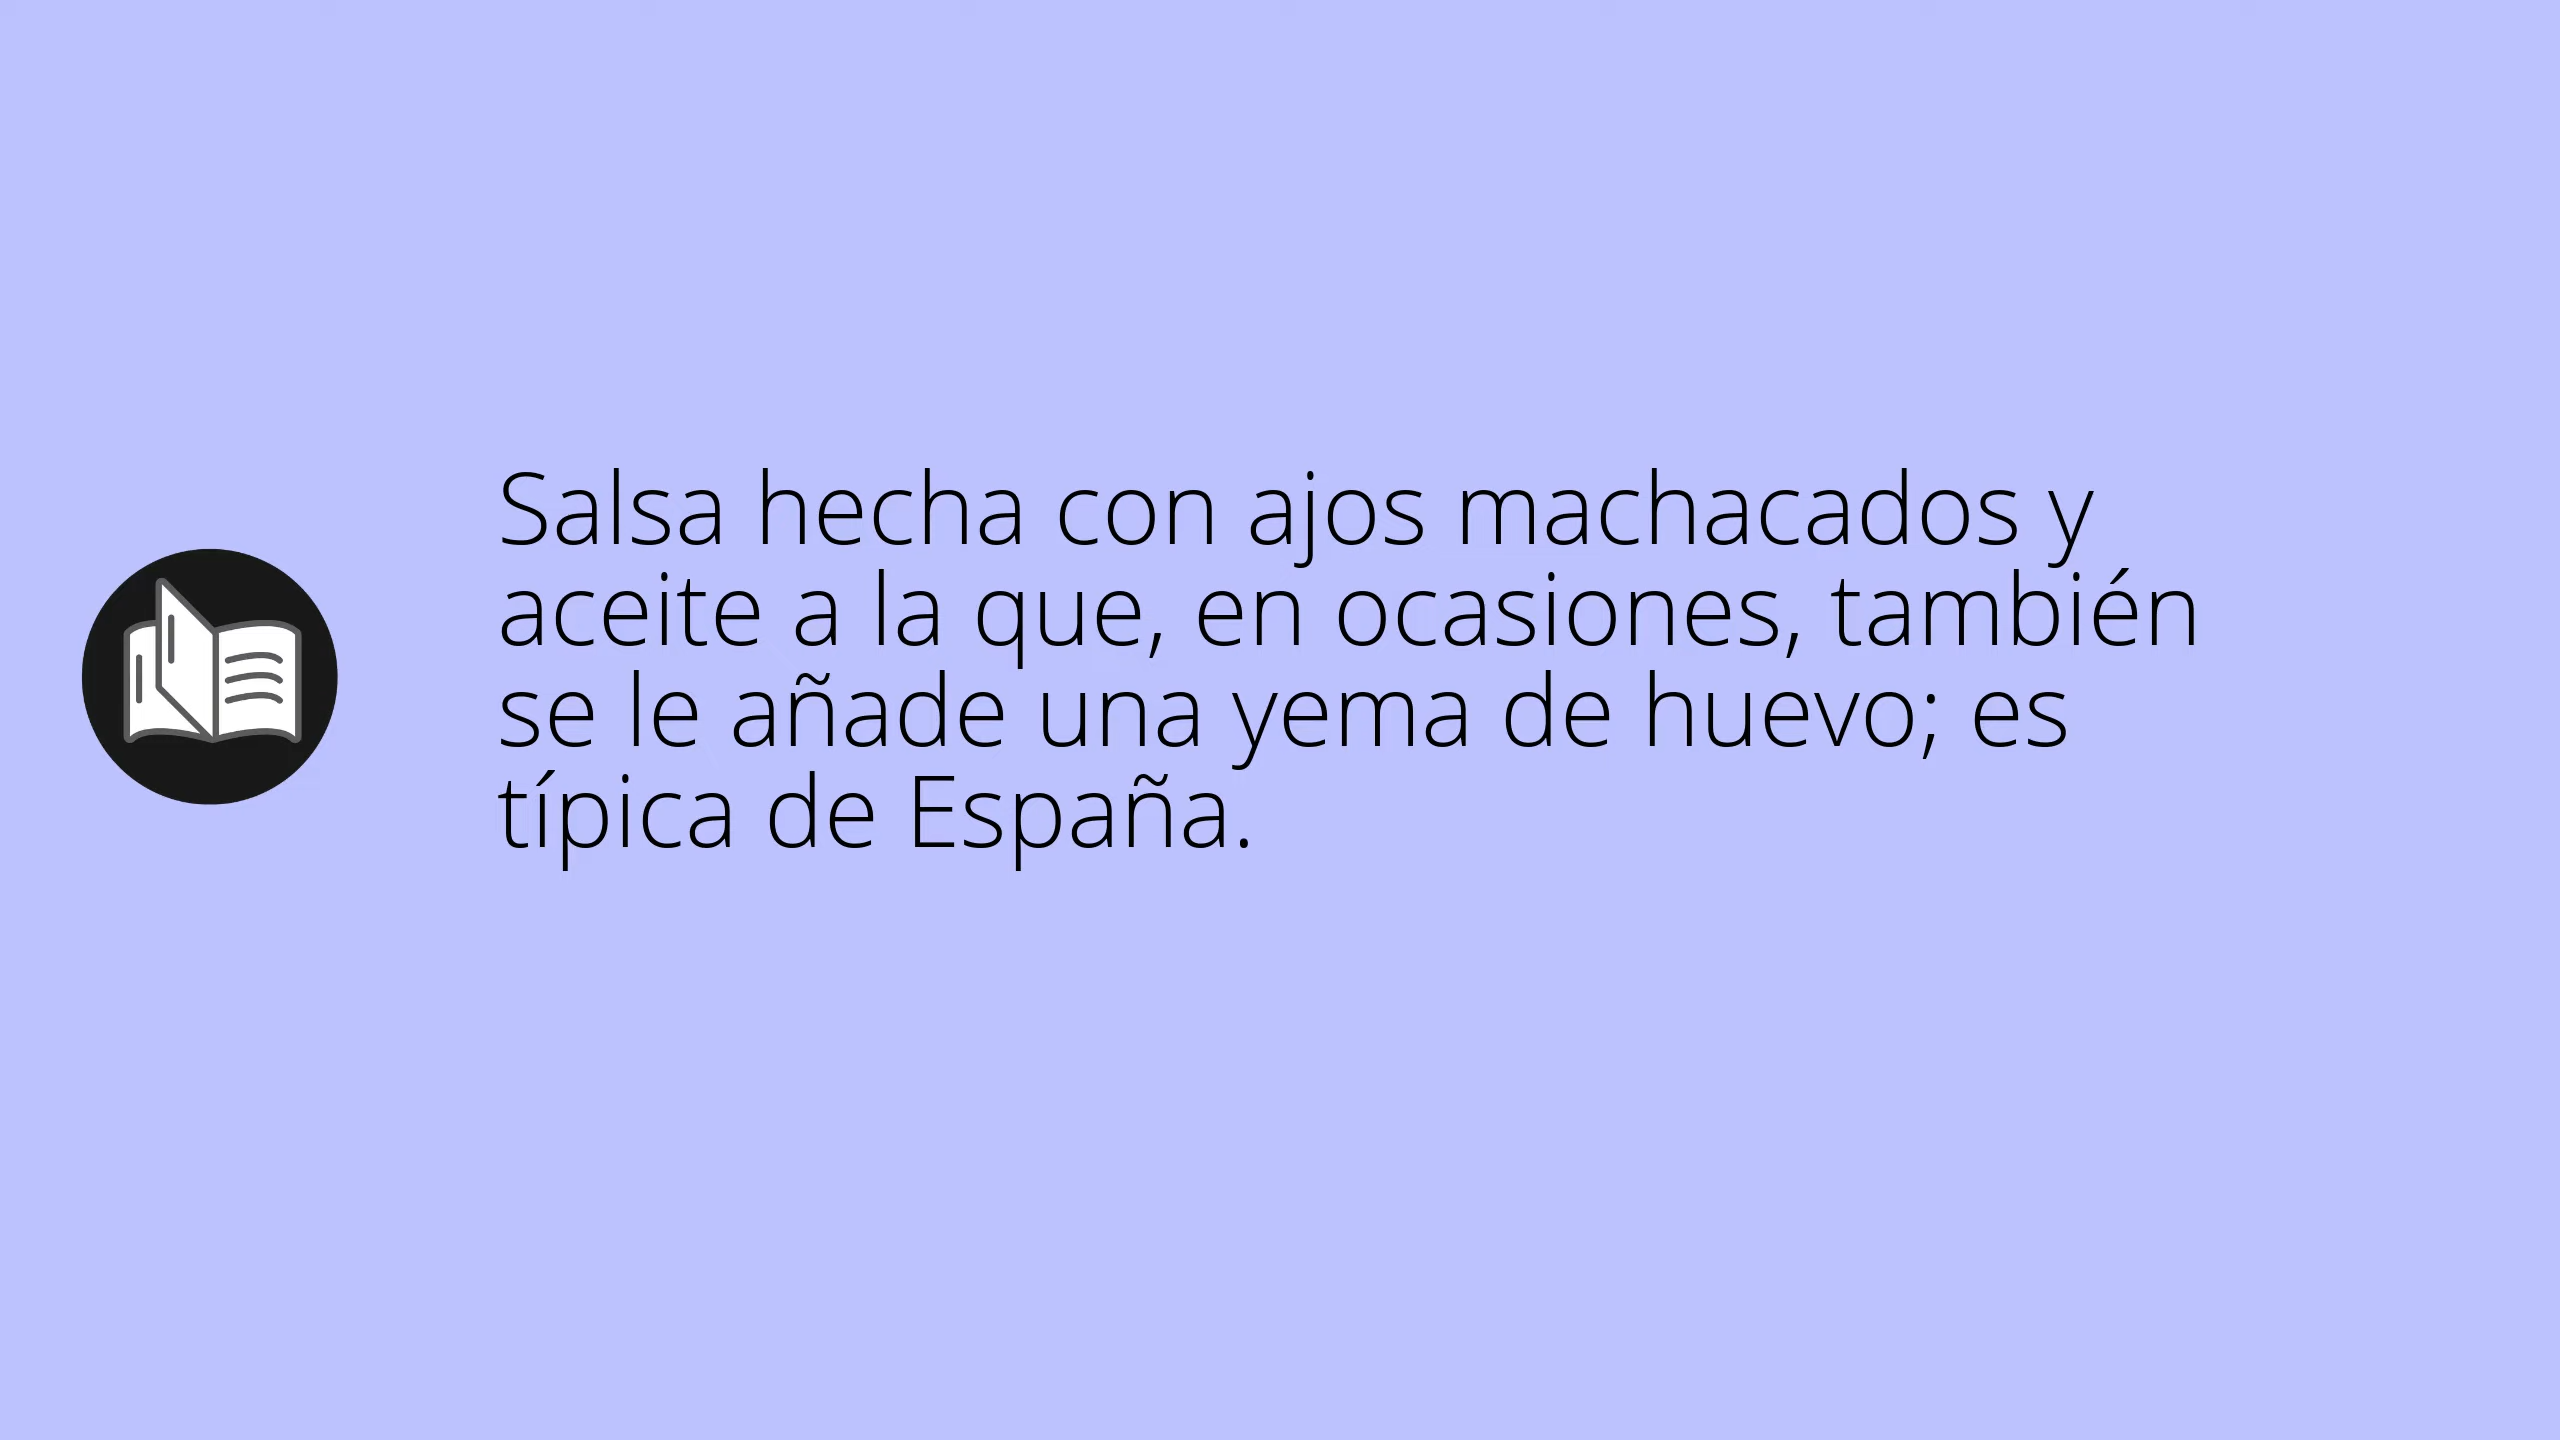 Salsa hecha con ajos machacados y
aceite a la que, en ocasiones, también
se le añade una yema de huevo; es
típica de España.